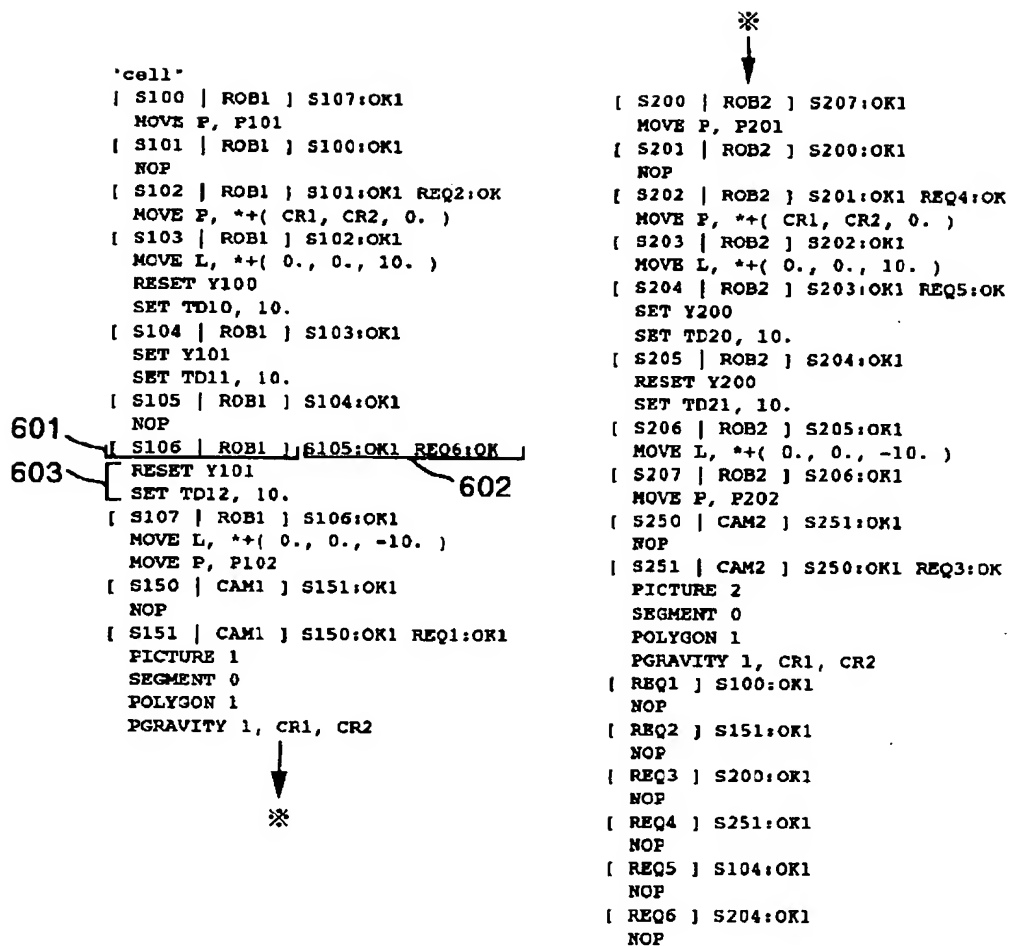 "cell"
[ S100 | ROB1 ] S107:OK1
MOVE P, P101
[ S101 | ROB1 ] S100:OK1
NOP
[ S102 | ROB1 ] S101:OK1 REQ2:OK
MOVE P, *+( CR1, CR2, 0. )
[ S103 | ROB1 ] S102:OK1
MOVE L, *+( 0., 0., 10. )
RESET Y100
SET TD10, 10.
[ S104 | ROB1 ] S103:OK1
SET Y101
SET TD11, 10.
[ S105 | ROB1 ] S104:OK1
NOP
601 [ S106 | ROB1 ] S105:OK1 REQ6:OK
602
603 RESET Y101
SET TD12, 10.
[ S107 | ROB1 ] S106:OK1
MOVE L, *+( 0., 0., -10. )
MOVE P, P102
[ S150 | CAM1 ] S151:OK1
NOP
[ S151 | CAM1 ] S150:OK1 REQ1:OK1
PICTURE 1
SEGMENT 0
POLYGON 1
PGRAVITY 1, CR1, CR2
※
※
[ S200 | ROB2 ] S207:OK1
MOVE P, P201
[ S201 | ROB2 ] S200:OK1
NOP
[ S202 | ROB2 ] S201:OK1 REQ4:OK
MOVE P, *+( CR1, CR2, 0. )
[ S203 | ROB2 ] S202:OK1
MOVE L, *+( 0., 0., 10. )
[ S204 | ROB2 ] S203:OK1 REQ5:OK
SET Y200
SET TD20, 10.
[ S205 | ROB2 ] S204:OK1
RESET Y200
SET TD21, 10.
[ S206 | ROB2 ] S205:OK1
MOVE L, *+( 0., 0., -10. )
[ S207 | ROB2 ] S206:OK1
MOVE P, P202
[ S250 | CAM2 ] S251:OK1
NOP
[ S251 | CAM2 ] S250:OK1 REQ3:OK
PICTURE 2
SEGMENT 0
POLYGON 1
PGRAVITY 1, CR1, CR2
[ REQ1 ] S100:OK1
NOP
[ REQ2 ] S151:OK1
NOP
[ REQ3 ] S200:OK1
NOP
[ REQ4 ] S251:OK1
NOP
[ REQ5 ] S104:OK1
NOP
[ REQ6 ] S204:OK1
NOP